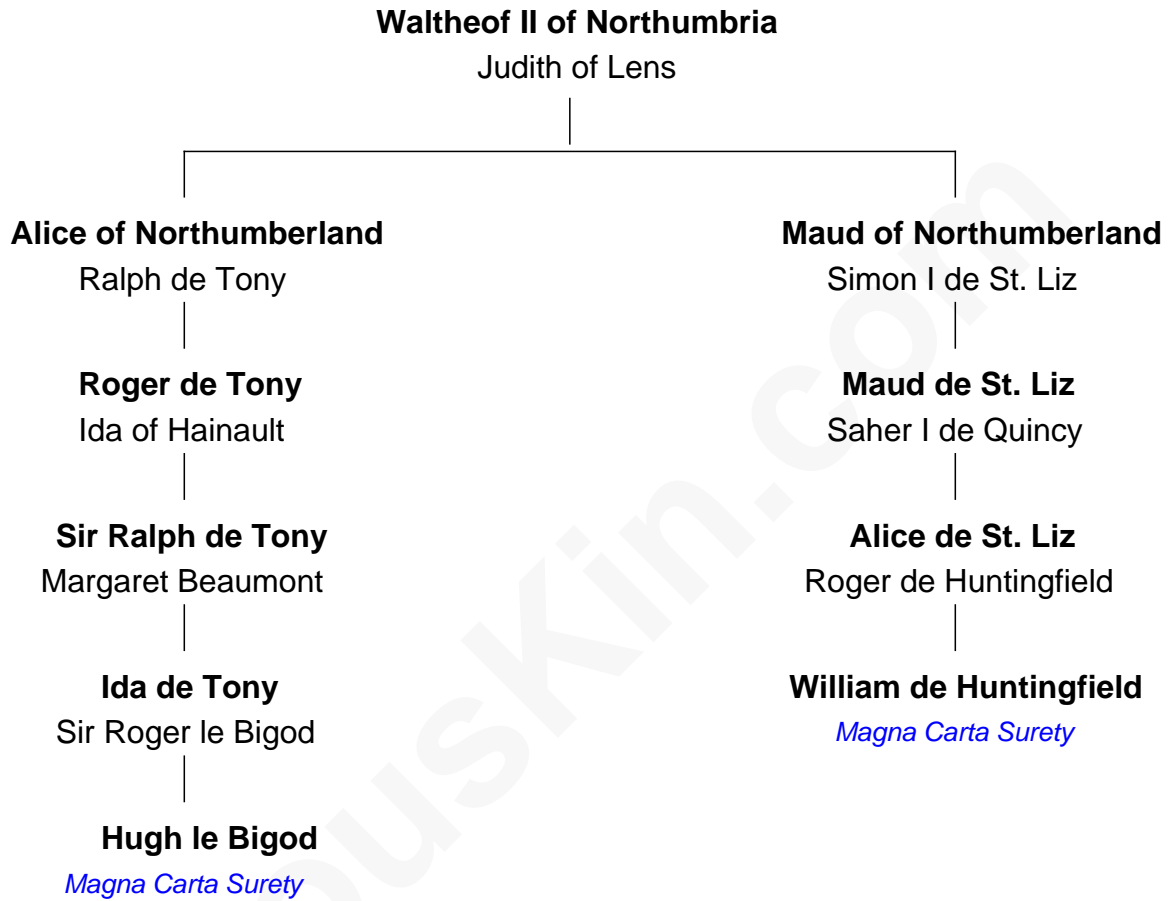 Waltheof II of Northumbria
Judith of Lens
Alice of Northumberland
Ralph de Tony
Maud of Northumberland
Simon I de St. Liz
Roger de Tony
Ida of Hainault
Maud de St. Liz
Saher I de Quincy
Sir Ralph de Tony
Margaret Beaumont
Alice de St. Liz
Roger de Huntingfield
Ida de Tony
Sir Roger le Bigod
William de Huntingfield
Magna Carta Surety
Hugh le Bigod
Magna Carta Surety
ousKin.com